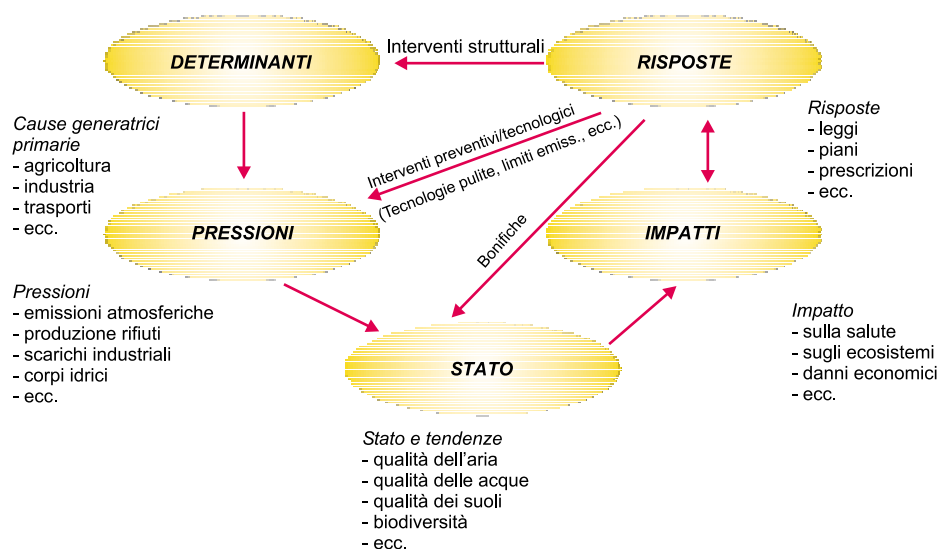 DETERMINANTI
Interventi strutturali
RISPOSTE
Cause generatrici
primarie
- agricoltura
- industria
- trasporti
- ecc.
Interventi preventivi/tecnologici
(Tecnologie pulite, limiti emiss., ecc.)
Risposte
- leggi
- piani
- prescrizioni
- ecc.
PRESSIONI
Bonifiche
IMPATTI
Pressioni
- emissioni atmosferiche
- produzione rifiuti
- scarichi industriali
- corpi idrici
- ecc.
STATO
Impatto
- sulla salute
- sugli ecosistemi
- danni economici
- ecc.
Stato e tendenze
- qualità dell'aria
- qualità delle acque
- qualità dei suoli
- biodiversità
- ecc.